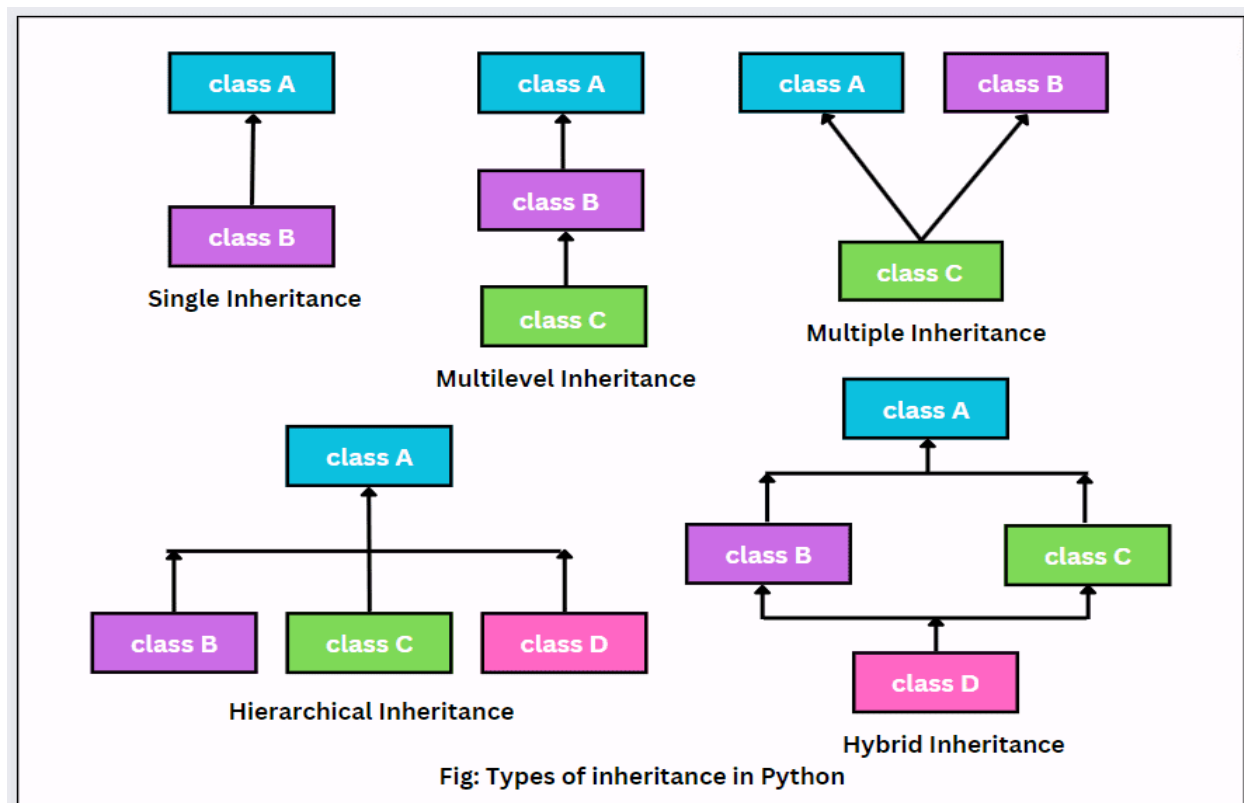 class A
class B
Single Inheritance
class A
class B
class C
Multilevel Inheritance
class A
class B
class C
Multiple Inheritance
class A
class B
class C
class D
Hierarchical Inheritance
class A
class B
class C
class D
Hybrid Inheritance
Fig: Types of inheritance in Python